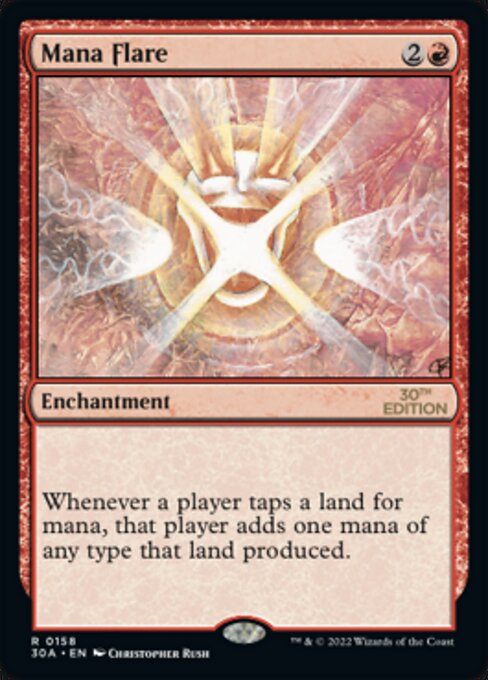 Mana Flare 2
Enchantment
30TH
EDITION
Whenever a player taps a land for
mana, that player adds one mana of
any type that land produced.
R 0158
30A • EN Christopher Rush
™ & © 2022 Wizards of the Coast